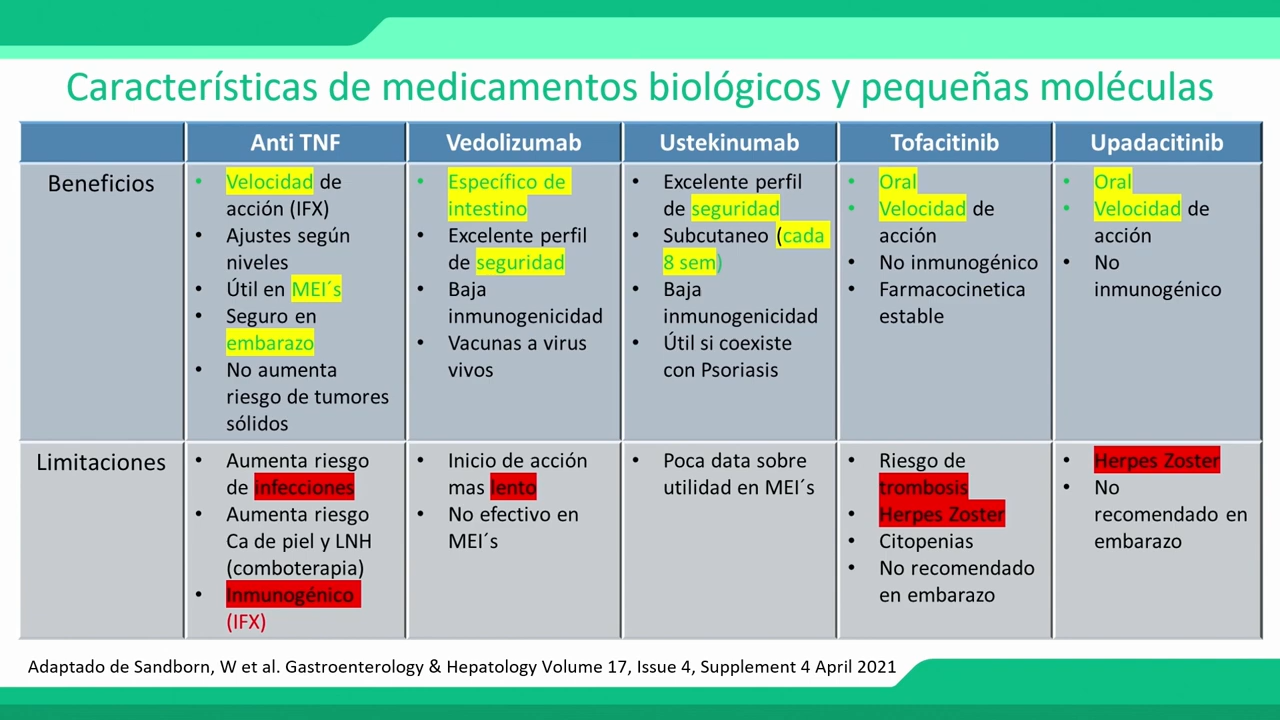 Características de medicamentos biológicos y pequeñas moléculas
Anti TNF
Vedolizumab
Ustekinumab
Tofacitinib
Upadacitinib
Beneficios
• Velocidad de
acción (IFX)
• Ajustes según
niveles
• Útil en MEI´s
• Seguro en
embarazo
• No aumenta
riesgo de tumores
sólidos
• Específico de
intestino
• Excelente perfil
de seguridad
• Baja
inmunogenicidad
• Vacunas a virus
vivos
• Excelente perfil
de seguridad
• Subcutaneo (cada
8 sem)
• Baja
inmunogenicidad
• Útil si coexiste
con Psoriasis
• Oral
• Velocidad de
acción
• No inmunogénico
• Farmacocinetica
estable
• Oral
• Velocidad de
acción
• No
inmunogénico
Limitaciones
• Aumenta riesgo
de infecciones
• Aumenta riesgo
Ca de piel y LNH
(comboterapia)
• Inmunogénico
(IFX)
• Inicio de acción
mas lento
• No efectivo en
MEI´s
• Poca data sobre
utilidad en MEI´s
• Riesgo de
trombosis
• Herpes Zoster
• Citopenias
• No recomendado
en embarazo
• Herpes Zoster
• No
recomendado en
embarazo
Adaptado de Sandborn, W et al. Gastroenterology & Hepatology Volume 17, Issue 4, Supplement 4 April 2021